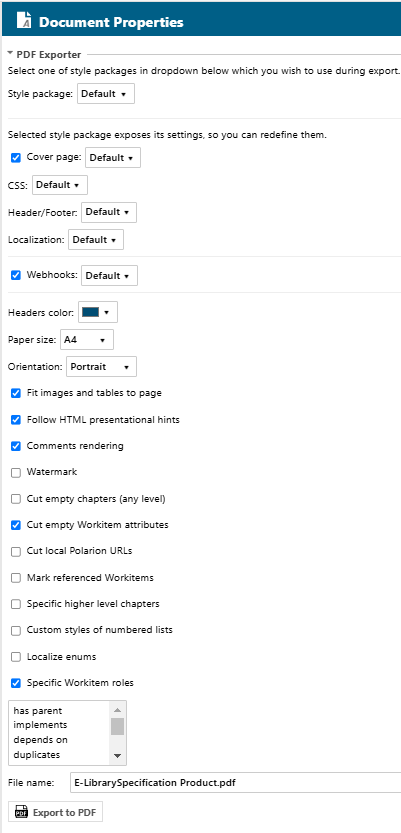 Document Properties
PDF Exporter
Select one of style packages in dropdown below which you wish to use during export.
Style package: Default
Selected style package exposes its settings, so you can redefine them.
Cover page: Default
CSS: Default
Header/Footer: Default
Localization: Default
Webhooks: Default
Headers color:
Paper size: A4
Orientation: Portrait
Fit images and tables to page
Follow HTML presentational hints
Comments rendering
Watermark
Cut empty chapters (any level)
Cut empty Workitem attributes
Cut local Polarion URLs
Mark referenced Workitems
Specific higher level chapters
Custom styles of numbered lists
Localize enums
Specific Workitem roles
has parent
implements
depends on
duplicates
File name: E-LibrarySpecification Product.pdf
PDF Export to PDF